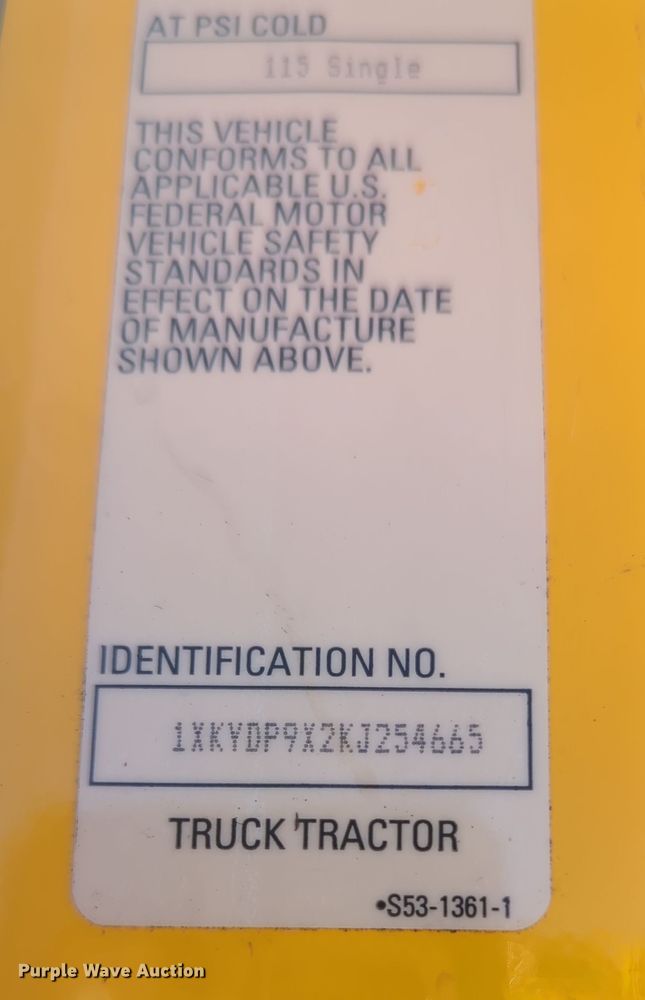 AT PSI COLD
115 Single
THIS VEHICLE
CONFORMS TO ALL
APPLICABLE U.S.
FEDERAL MOTOR
VEHICLE SAFETY
STANDARDS IN
EFFECT ON THE DATE
OF MANUFACTURE
SHOWN ABOVE.
IDENTIFICATION NO.
1XKYDP9X2KJ254665
TRUCK TRACTOR
•S53-1361-1
Purple Wave Auction